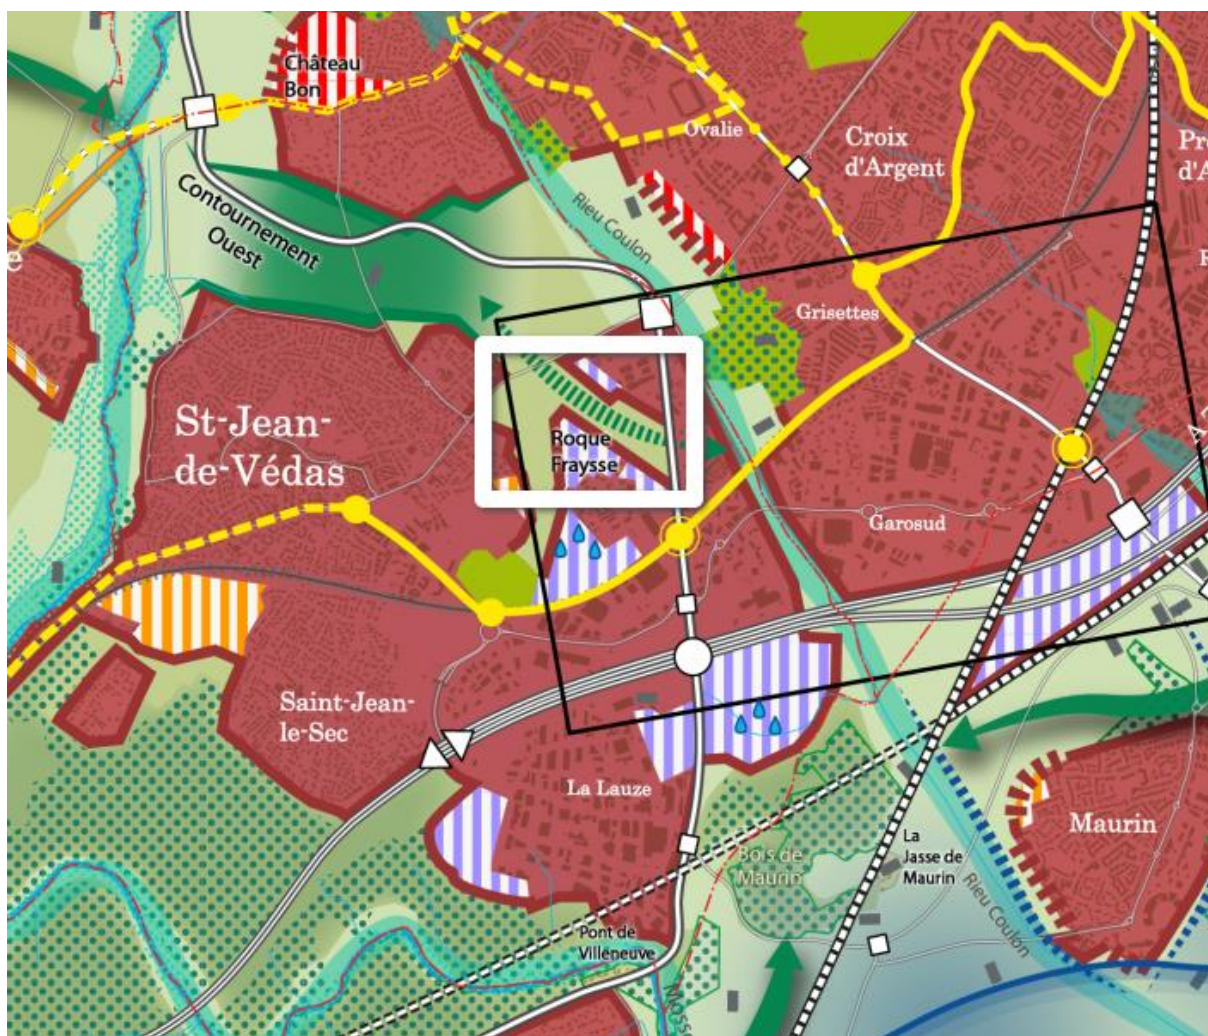 Château
Bon
Ovalie
Croix
d'Argent
Pr
d'A
Contournement
Ouest
Rieu Coulon
Grisettes
St-Jean-
de-Védas
Roque
Fraysse
Garosud
Saint-Jean-
le-Sec
La Lauze
Maurin
Bois de
Maurin
La
Jasse de
Maurin
Rieu Coulon
Pont de
Villeneuve
Moss